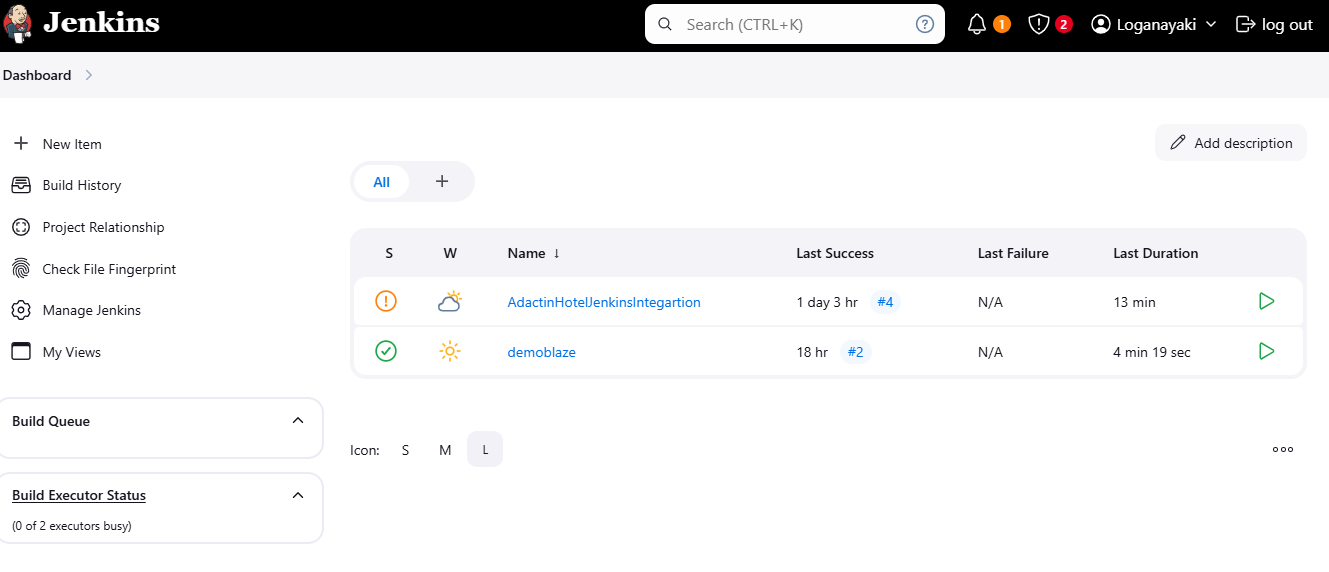 Jenkins
Search (CTRL+K)
?
1
2
Loganayaki
log out
Dashboard
New Item
Build History
Project Relationship
Check File Fingerprint
Manage Jenkins
My Views
Build Queue
Build Executor Status
(0 of 2 executors busy)
Add description
All +
S W Name ↓ Last Success Last Failure Last Duration
AdactinHotelJenkinsIntegartion 1 day 3 hr #4 N/A 13 min
demoblaze 18 hr #2 N/A 4 min 19 sec
Icon: S M L